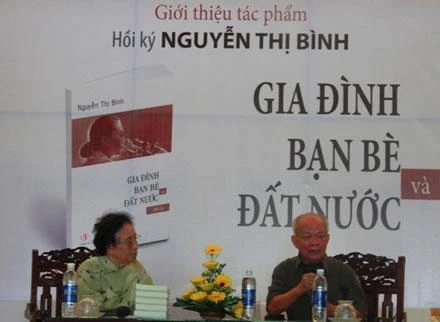 Giới thiệu tác phẩm
Hồi ký NGUYỄN THỊ BÌNH
GIA ĐÌNH
BẠN BÈ
và
ĐẤT NƯỚC
Nguyễn Thị Bình
GIA ĐÌNH
BẠN BÈ
và
ĐẤT NƯỚC